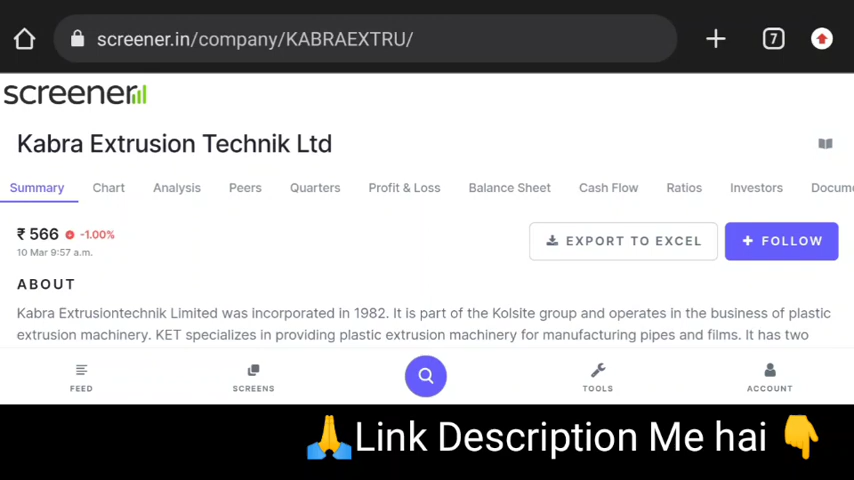 screener.in/company/KABRAEXTRU/
7
screener
Kabra Extrusion Technik Ltd
Summary Chart Analysis Peers Quarters Profit & Loss Balance Sheet Cash Flow Ratios Investors Docume
₹ 566 -1.00%
10 Mar 9:57 a.m.
EXPORT TO EXCEL
+ FOLLOW
ABOUT
Kabra Extrusiontechnik Limited was incorporated in 1982. It is part of the Kolsite group and operates in the business of plastic
extrusion machinery. KET specializes in providing plastic extrusion machinery for manufacturing pipes and films. It has two
FEED SCREENS TOOLS ACCOUNT
🙏Link Description Me hai 👇